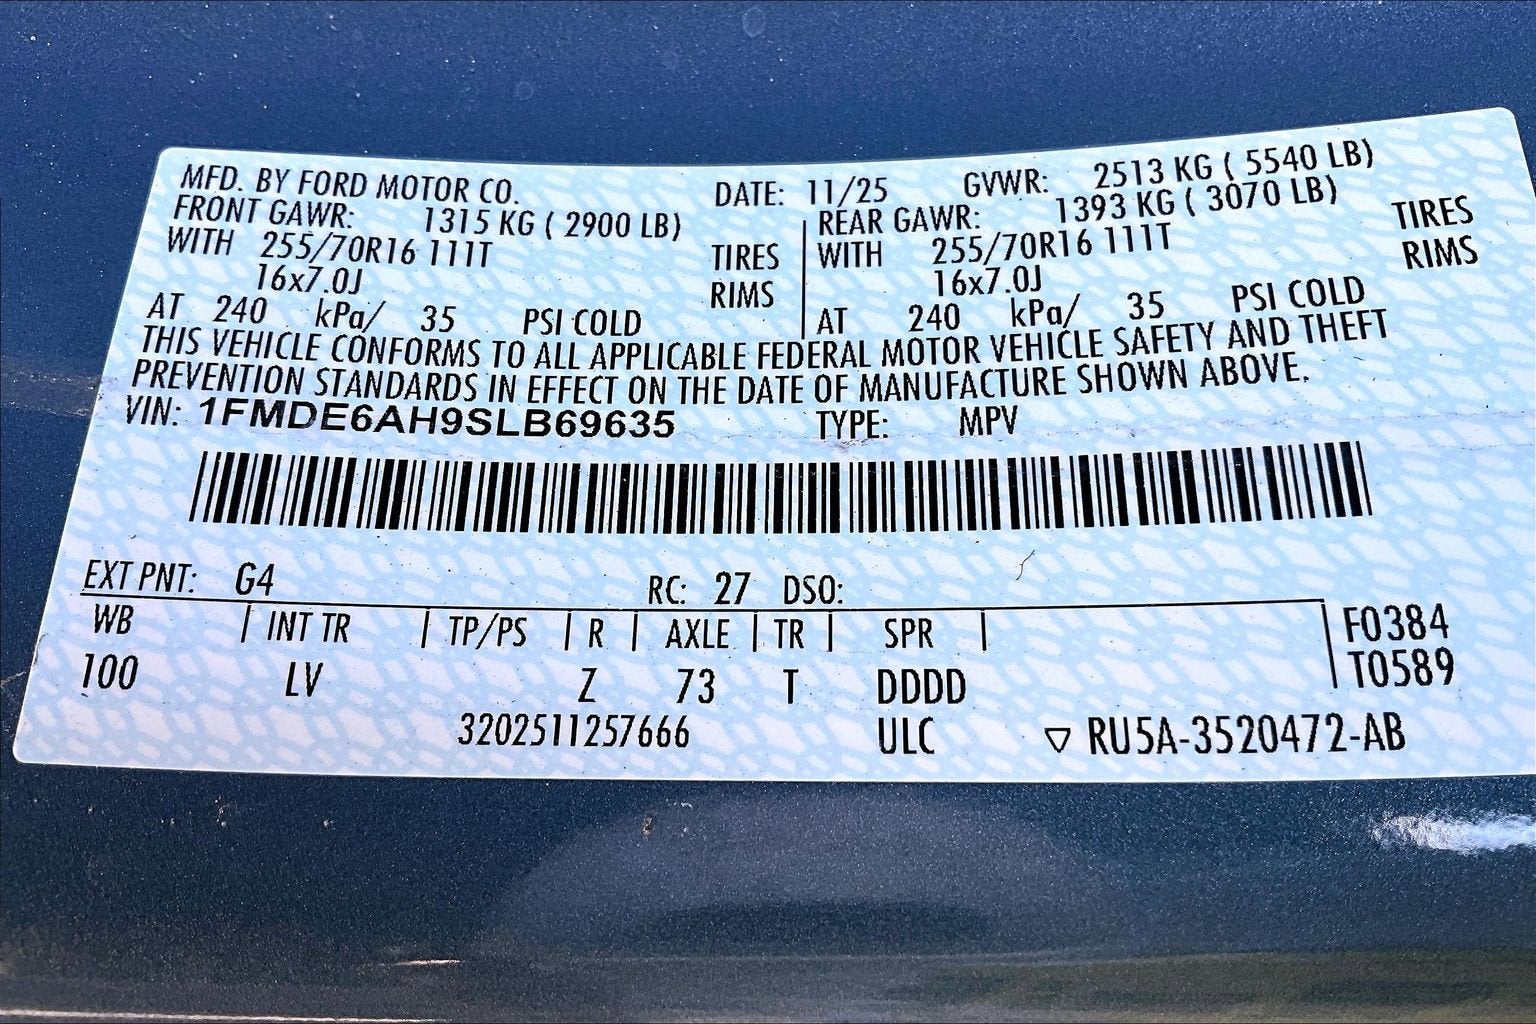 MFD. BY FORD MOTOR CO. DATE: 11/25 GVWR: 2513 KG ( 5540 LB)
FRONT GAWR: 1315 KG ( 2900 LB) REAR GAWR: 1393 KG ( 3070 LB)
WITH 255/70R16 111T TIRES WITH 255/70R16 111T TIRES
16x7.0J RIMS 16x7.0J RIMS
AT 240 kPa/ 35 PSI COLD AT 240 kPa/ 35 PSI COLD
THIS VEHICLE CONFORMS TO ALL APPLICABLE FEDERAL MOTOR VEHICLE SAFETY AND THEFT
PREVENTION STANDARDS IN EFFECT ON THE DATE OF MANUFACTURE SHOWN ABOVE.
VIN: 1FMDE6AH9SLB69635 TYPE: MPV
EXT PNT: G4 RC: 27 DSO:
WB INT TR TP/PS R AXLE TR SPR F0384
100 LV Z 73 T DDDD T0589
3202511257666 ULC ▽ RU5A-3520472-AB